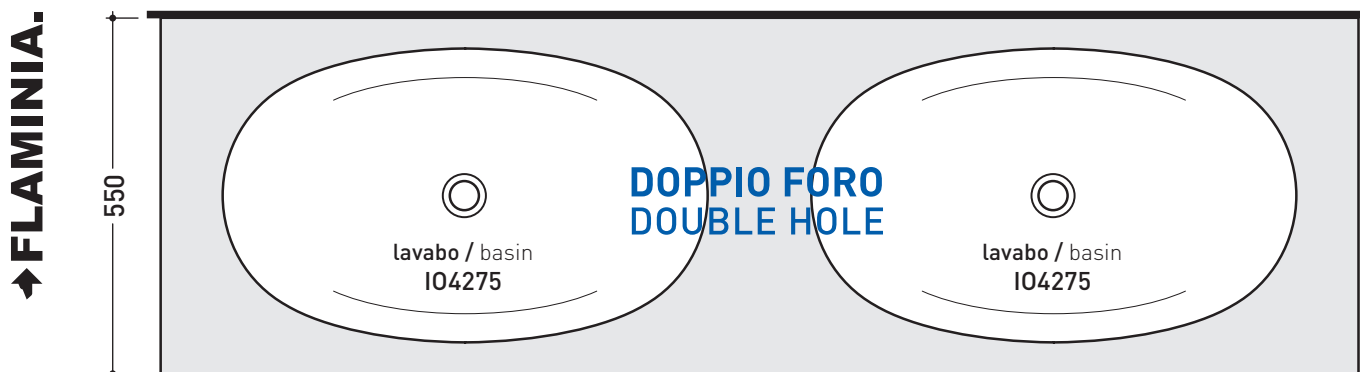 FLAMINIA.
550
DOPPIO FORO
DOUBLE HOLE
lavabo / basin
IO4275
lavabo / basin
IO4275